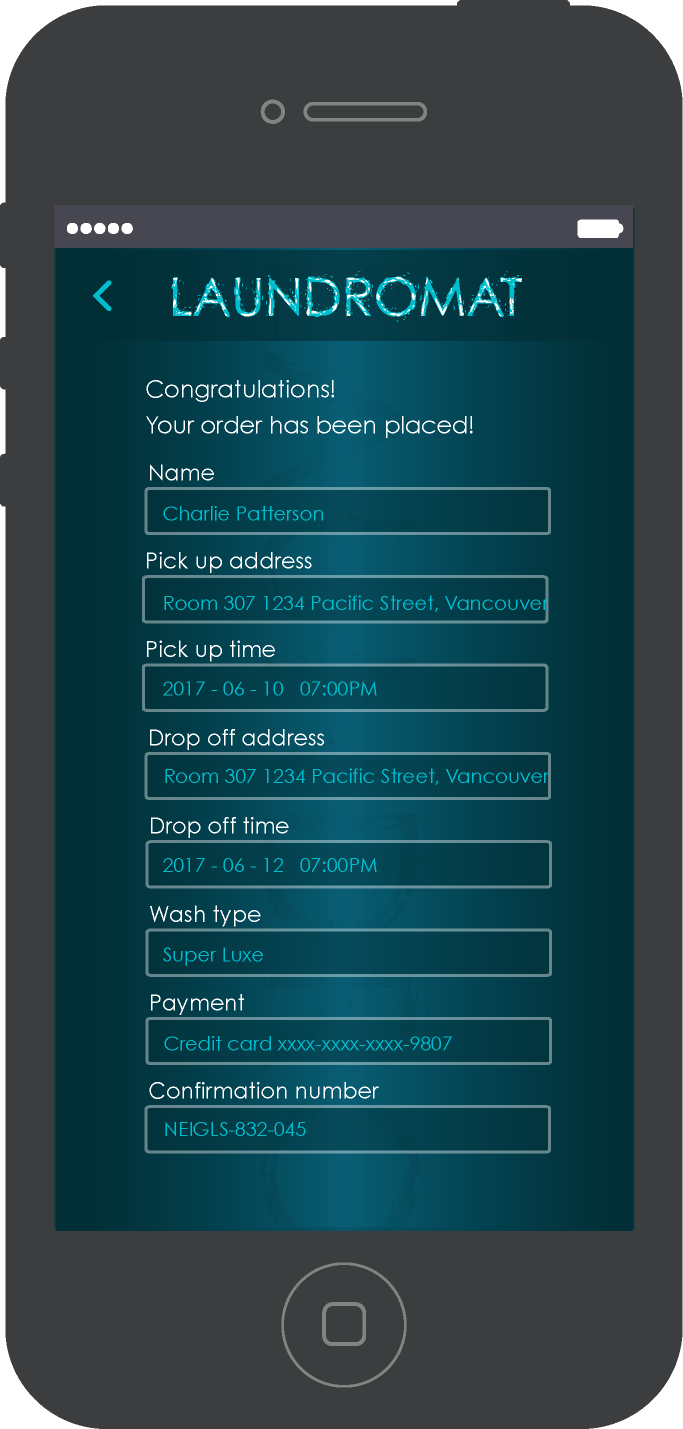 LAUNDROMAT
Congratulations!
Your order has been placed!
Name
Charlie Patterson
Pick up address
Room 307 1234 Pacific Street, Vancouver
Pick up time
2017 - 06 - 10   07:00PM
Drop off address
Room 307 1234 Pacific Street, Vancouver
Drop off time
2017 - 06 - 12   07:00PM
Wash type
Super Luxe
Payment
Credit card xxxx-xxxx-xxxx-9807
Confirmation number
NEIGLS-832-045